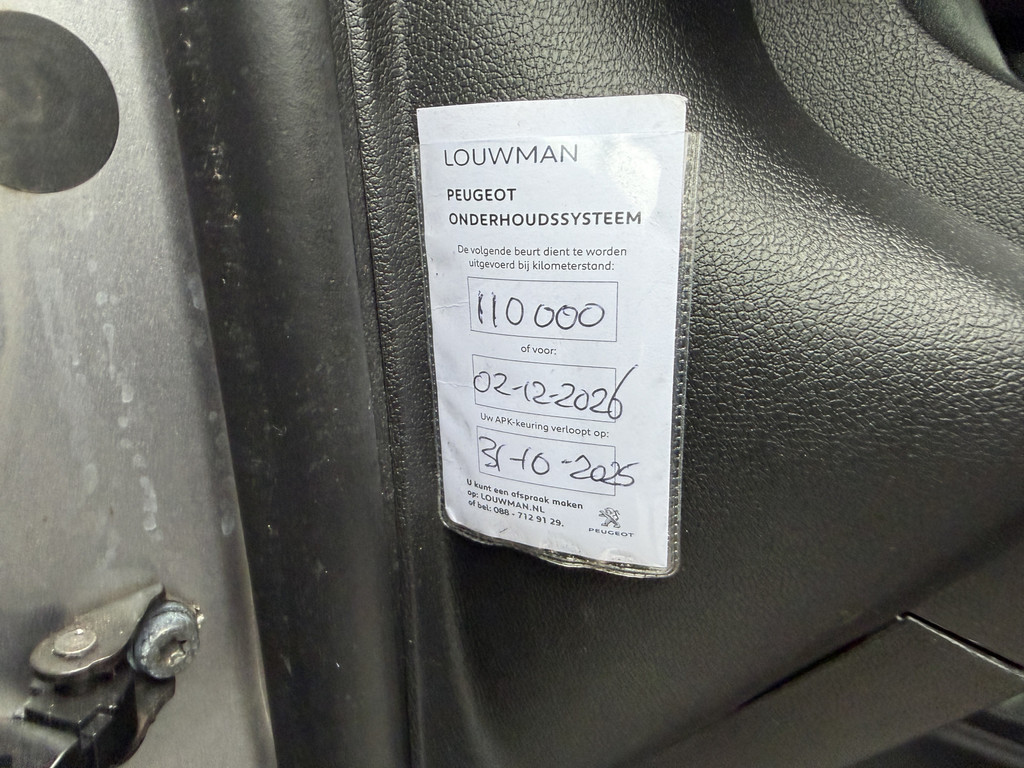 LOUWMAN
PEUGEOT
ONDERHOUDSSYSTEEM
De volgende beurt dient te worden
uitgevoerd bij kilometerstand:
110 000
of voor:
02-12-2026
Uw APK-keuring verloopt op:
31-10-2025
U kunt een afspraak maken
op: LOUWMAN.NL
of bel: 088 - 712 91 29.
PEUGEOT